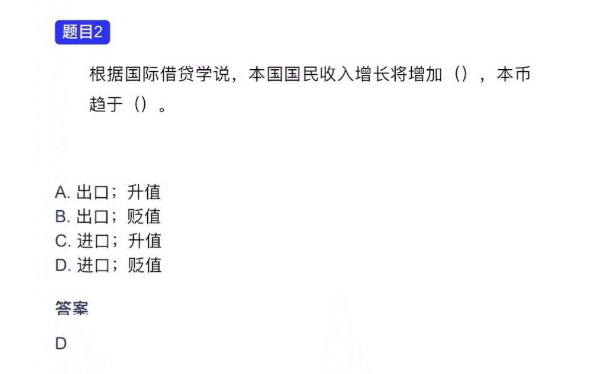 题目2
根据国际借贷学说，本国国民收入增长将增加（），本币
趋于（）。
A. 出口；升值
B. 出口；贬值
C. 进口；升值
D. 进口；贬值
答案
D